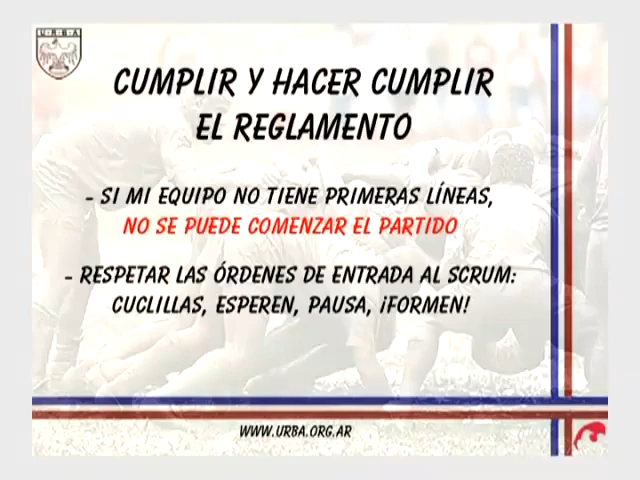 U·R·B·A
CUMPLIR Y HACER CUMPLIR
EL REGLAMENTO
- SI MI EQUIPO NO TIENE PRIMERAS LÍNEAS,
NO SE PUEDE COMENZAR EL PARTIDO
- RESPETAR LAS ÓRDENES DE ENTRADA AL SCRUM:
CUCLILLAS, ESPEREN, PAUSA, ¡FORMEN!
WWW.URBA.ORG.AR